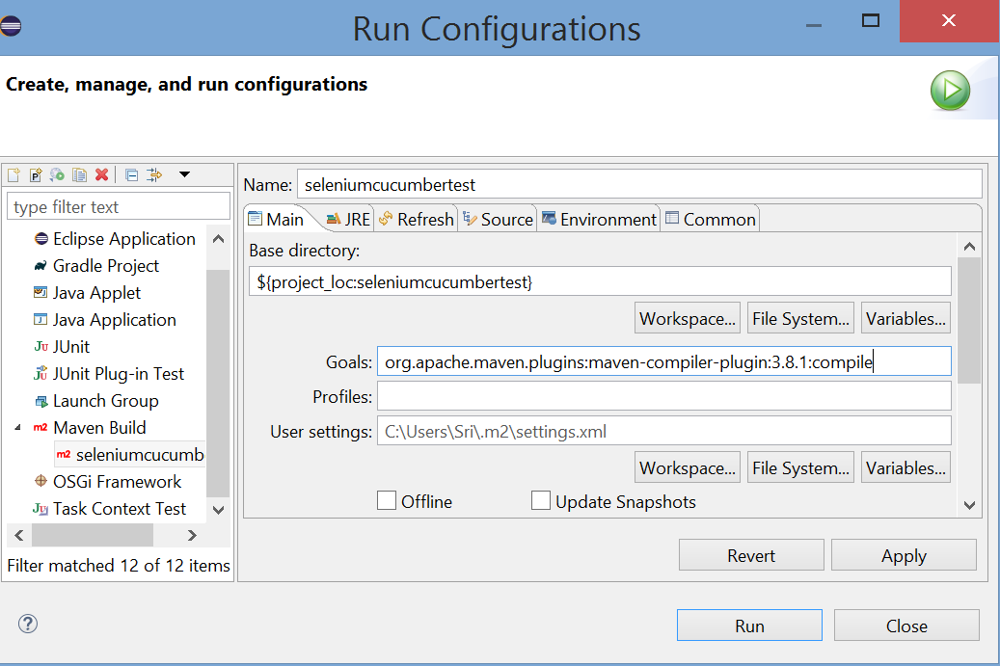 Run Configurations
Create, manage, and run configurations
type filter text
Eclipse Application
Gradle Project
Java Applet
Java Application
JUnit
JUnit Plug-in Test
Launch Group
Maven Build
seleniumcucumb
OSGi Framework
Task Context Test
Filter matched 12 of 12 items
Name: seleniumcucumbertest
Main JRE Refresh Source Environment Common
Base directory:
${project_loc:seleniumcucumbertest}
Workspace... File System... Variables...
Goals: org.apache.maven.plugins:maven-compiler-plugin:3.8.1:compile
Profiles:
User settings: C:\Users\Sri\.m2\settings.xml
Workspace... File System... Variables...
Offline Update Snapshots
Revert Apply
Run Close